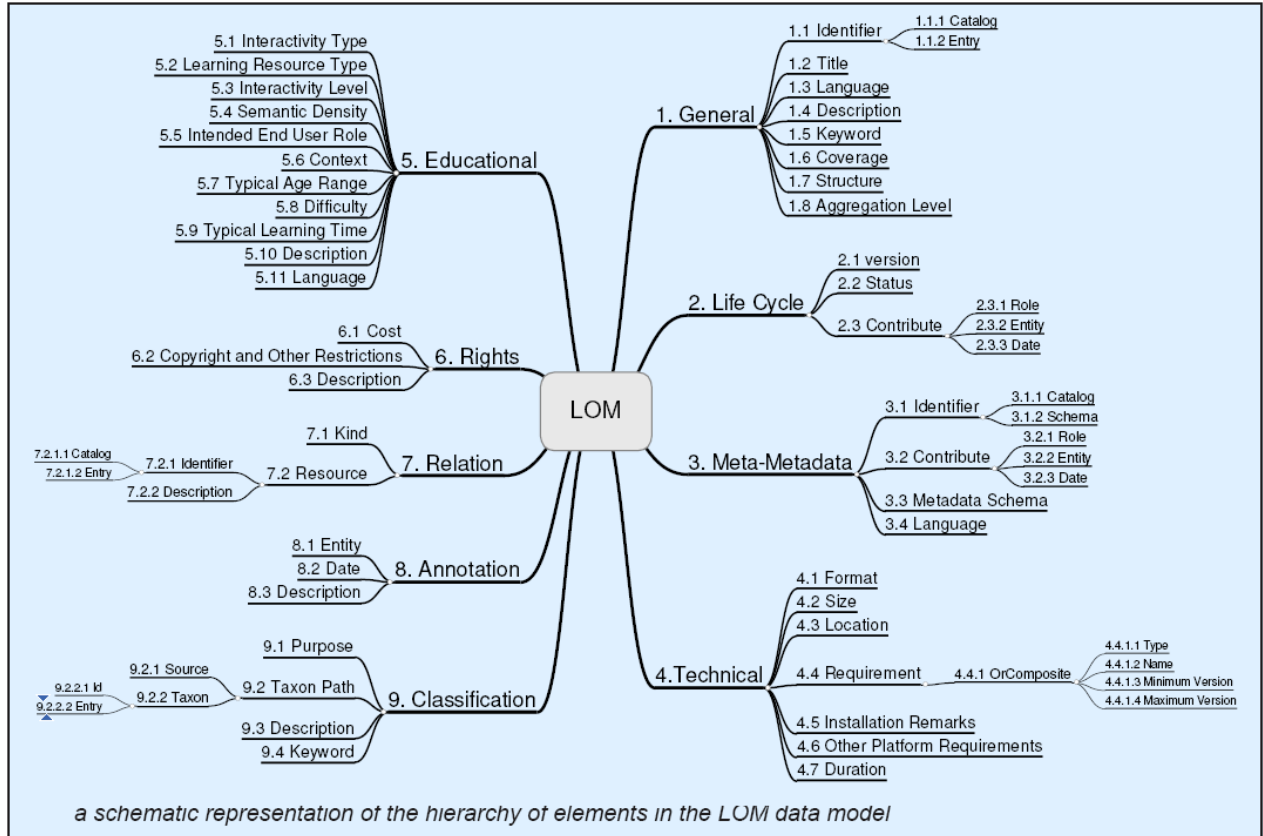 LOM
1. General
1.1 Identifier
1.1.1 Catalog
1.1.2 Entry
1.2 Title
1.3 Language
1.4 Description
1.5 Keyword
1.6 Coverage
1.7 Structure
1.8 Aggregation Level
2. Life Cycle
2.1 version
2.2 Status
2.3 Contribute
2.3.1 Role
2.3.2 Entity
2.3.3 Date
3. Meta-Metadata
3.1 Identifier
3.1.1 Catalog
3.1.2 Schema
3.2 Contribute
3.2.1 Role
3.2.2 Entity
3.2.3 Date
3.3 Metadata Schema
3.4 Language
4.Technical
4.1 Format
4.2 Size
4.3 Location
4.4 Requirement
4.4.1 OrComposite
4.4.1.1 Type
4.4.1.2 Name
4.4.1.3 Minimum Version
4.4.1.4 Maximum Version
4.5 Installation Remarks
4.6 Other Platform Requirements
4.7 Duration
5. Educational
5.1 Interactivity Type
5.2 Learning Resource Type
5.3 Interactivity Level
5.4 Semantic Density
5.5 Intended End User Role
5.6 Context
5.7 Typical Age Range
5.8 Difficulty
5.9 Typical Learning Time
5.10 Description
5.11 Language
6. Rights
6.1 Cost
6.2 Copyright and Other Restrictions
6.3 Description
7. Relation
7.1 Kind
7.2 Resource
7.2.1 Identifier
7.2.1.1 Catalog
7.2.1.2 Entry
7.2.2 Description
8. Annotation
8.1 Entity
8.2 Date
8.3 Description
9. Classification
9.1 Purpose
9.2 Taxon Path
9.2.1 Source
9.2.2 Taxon
9.2.2.1 Id
9.2.2.2 Entry
9.3 Description
9.4 Keyword
a schematic representation of the hierarchy of elements in the LOM data model